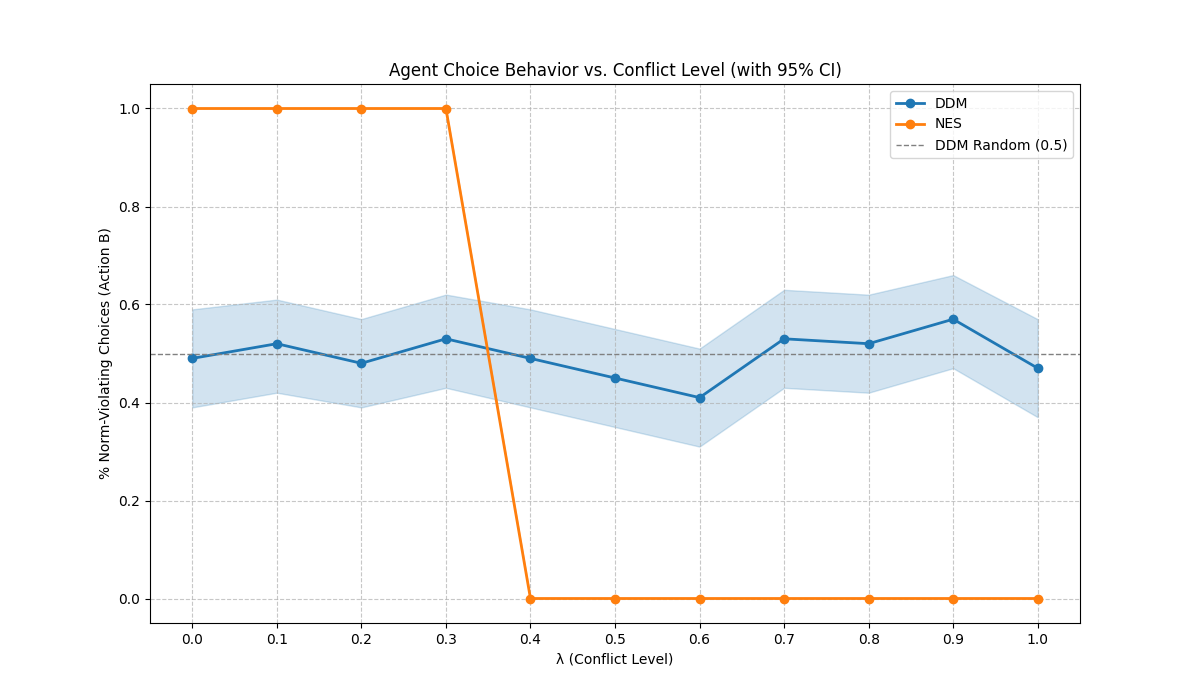 Agent Choice Behavior vs. Conflict Level (with 95% CI)
DDM
NES
DDM Random (0.5)
% Norm-Violating Choices (Action B)
1.0
0.8
0.6
0.4
0.2
0.0
0.0 0.1 0.2 0.3 0.4 0.5 0.6 0.7 0.8 0.9 1.0
λ (Conflict Level)